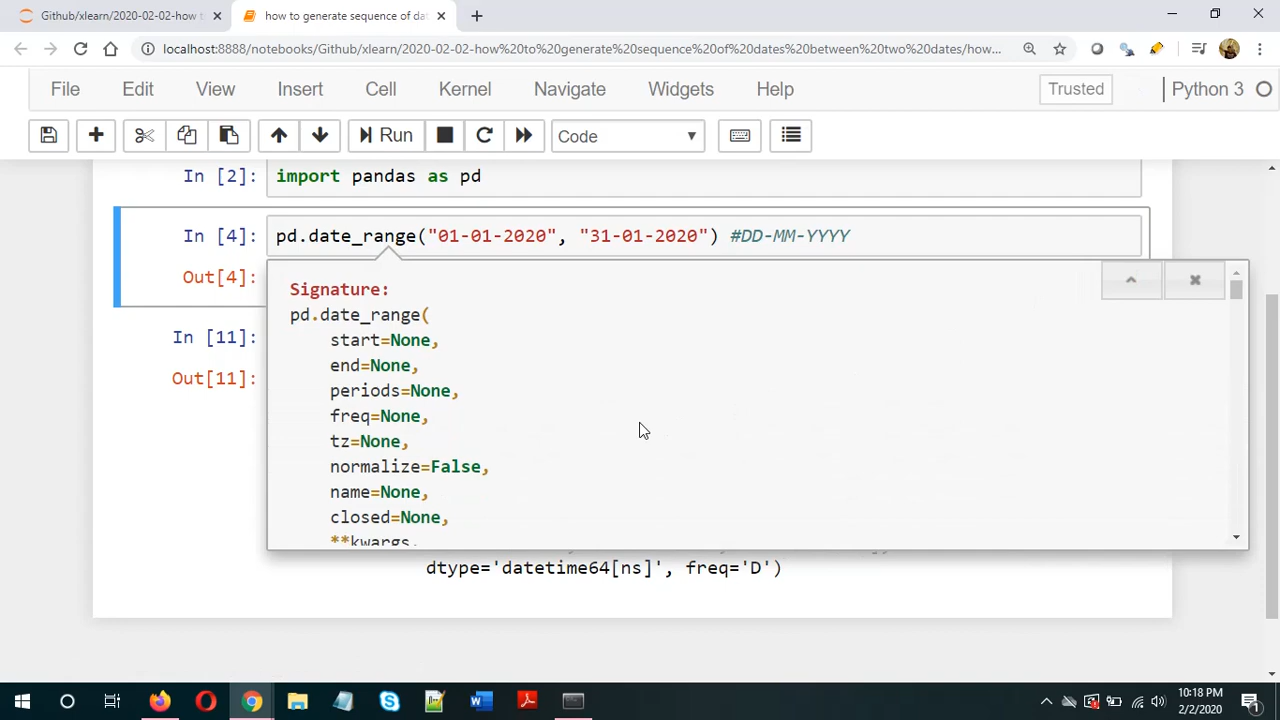 Github/xlearn/2020-02-02-how t
how to generate sequence of dat
localhost:8888/notebooks/Github/xlearn/2020-02-02-how%20to%20generate%20sequence%20of%20dates%20between%20two%20dates/how...
File Edit View Insert Cell Kernel Navigate Widgets Help Trusted Python 3
Run Code
In [2]: import pandas as pd
In [4]: pd.date_range("01-01-2020", "31-01-2020") #DD-MM-YYYY
Out[4]:
Signature:
pd.date_range(
start=None,
end=None,
In [11]:
periods=None,
Out[11]:
freq=None,
tz=None,
normalize=False,
name=None,
closed=None,
**kwargs,
dtype='datetime64[ns]', freq='D')
10:18 PM
2/2/2020